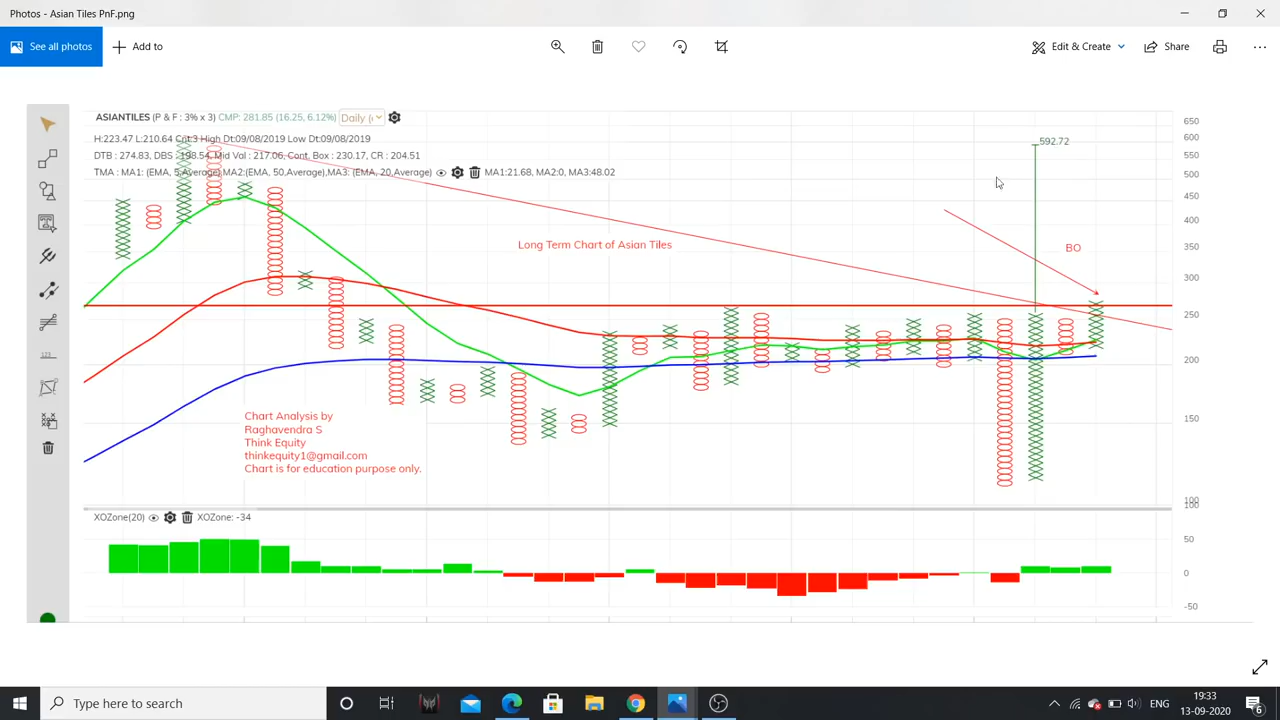 Photos - Asian Tiles PnF.png
See all photos
Add to
Edit & Create
Share
ASIANTILES (P & F : 3% x 3) CMP: 281.85 (16.25, 6.12%) Daily (
H:223.47 L:210.64 Cnt:3 High Dt:09/08/2019 Low Dt:09/08/2019
DTB : 274.83, DBS : 198.54, Mid Val : 217.06, Cont. Box : 230.17, CR : 204.51
TMA : MA1: (EMA, 5,Average),MA2:(EMA, 50,Average),MA3: (EMA, 20,Average) MA1:21.68, MA2:0, MA3:48.02
592.72
Long Term Chart of Asian Tiles
BO
Chart Analysis by
Raghavendra S
Think Equity
thinkequity1@gmail.com
Chart is for education purpose only.
650
600
550
500
450
400
350
300
250
200
150
100
100
123
XOZone(20) XOZone: -34
50
0
-50
Type here to search
ENG
19:33
13-09-2020
6